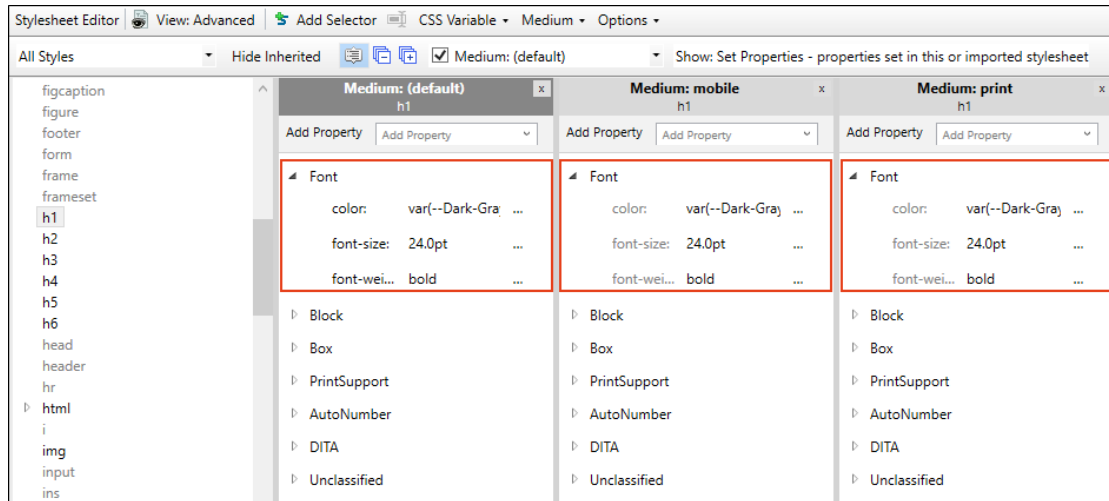 Stylesheet Editor View: Advanced Add Selector CSS Variable Medium Options
All Styles Hide Inherited Medium: (default) Show: Set Properties - properties set in this or imported stylesheet
figcaption
figure
footer
form
frame
frameset
h1
h2
h3
h4
h5
h6
head
header
hr
html
i
img
input
ins
Medium: (default) x
h1
Add Property Add Property
Font
color: var(--Dark-Gray ...
font-size: 24.0pt ...
font-wei... bold ...
Block
Box
PrintSupport
AutoNumber
DITA
Unclassified
Medium: mobile x
h1
Add Property Add Property
Font
color: var(--Dark-Gray ...
font-size: 24.0pt ...
font-wei... bold ...
Block
Box
PrintSupport
AutoNumber
DITA
Unclassified
Medium: print x
h1
Add Property Add Property
Font
color: var(--Dark-Gray ...
font-size: 24.0pt ...
font-wei... bold ...
Block
Box
PrintSupport
AutoNumber
DITA
Unclassified